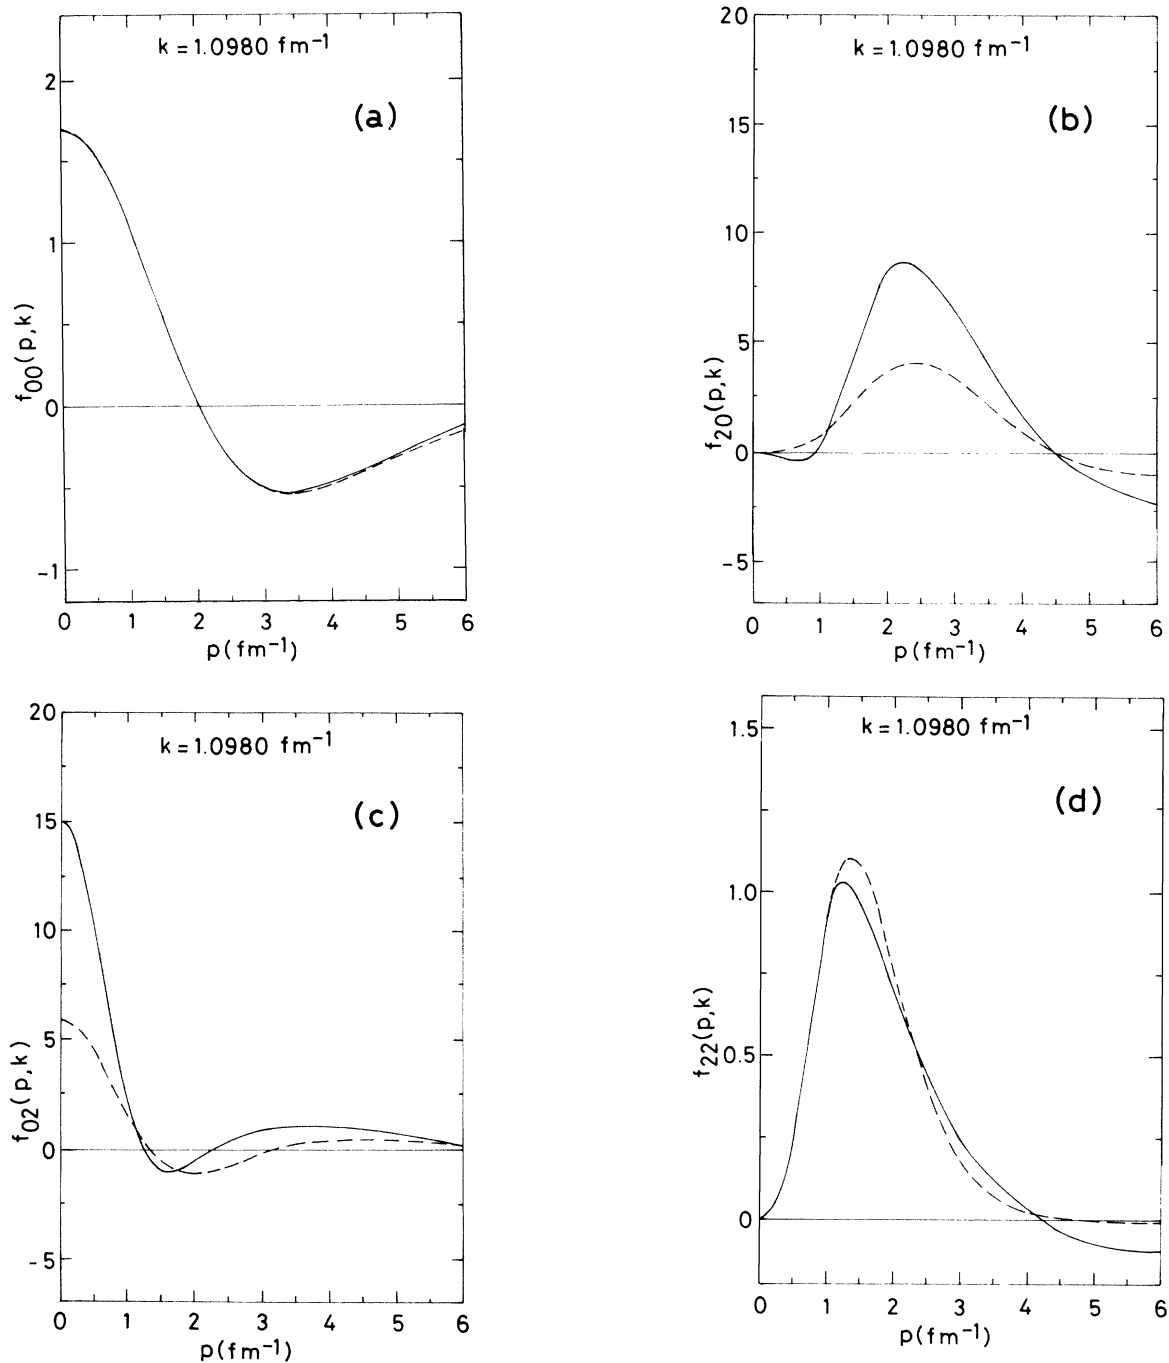 k = 1.0980 fm⁻¹
(a)
2
1
0
-1
f₀₀(p,k)
0 1 2 3 4 5 6
p(fm⁻¹)
k = 1.0980 fm⁻¹
(b)
20
15
10
5
0
-5
f₂₀(p,k)
0 1 2 3 4 5 6
p(fm⁻¹)
k = 1.0980 fm⁻¹
(c)
20
15
10
5
0
-5
f₀₂(p,k)
0 1 2 3 4 5 6
p(fm⁻¹)
k = 1.0980 fm⁻¹
(d)
1.5
1.0
0.5
0
f₂₂(p,k)
0 1 2 3 4 5 6
p(fm⁻¹)